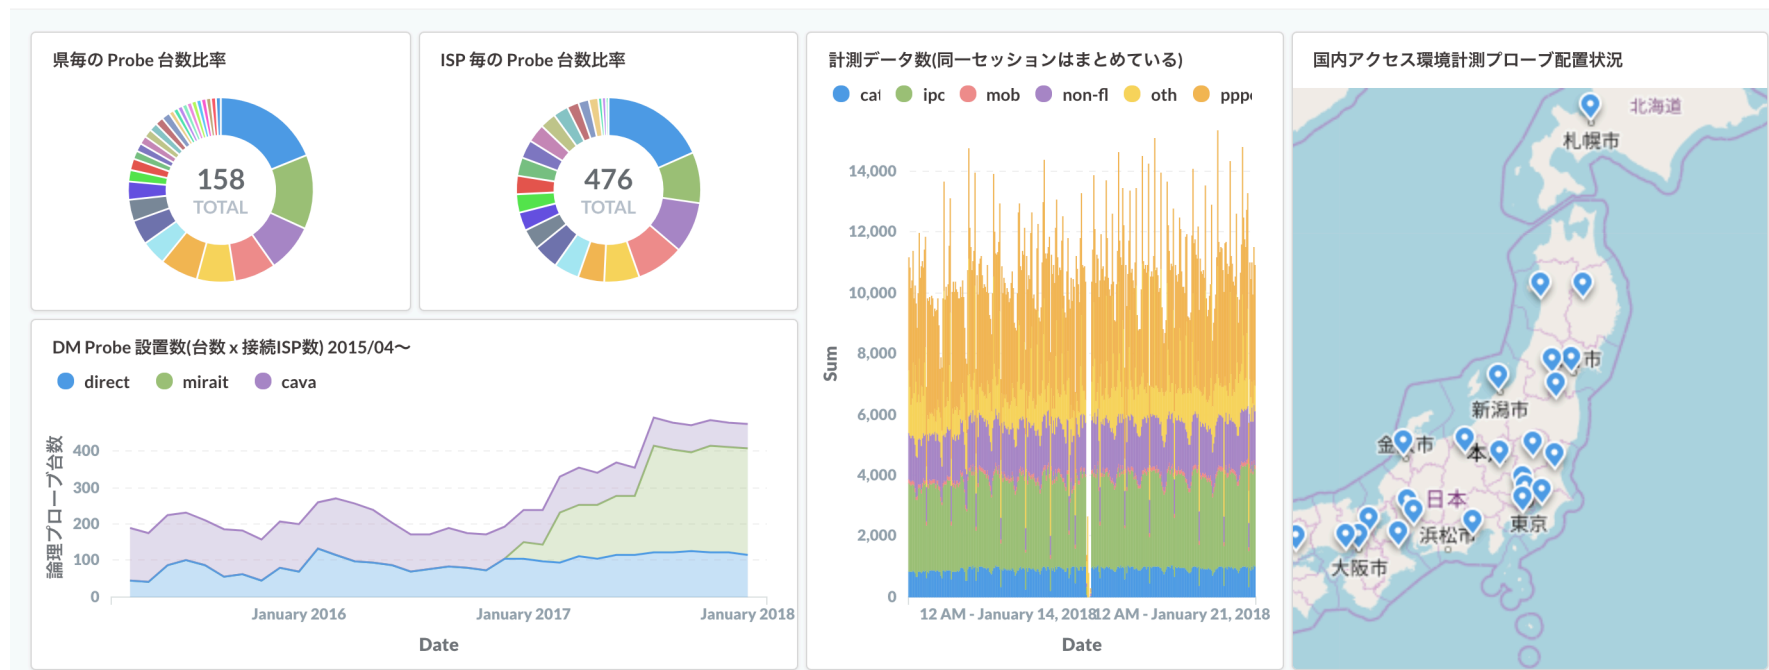 県毎の Probe 台数比率
158
TOTAL
ISP 毎の Probe 台数比率
476
TOTAL
DM Probe 設置数(台数 x 接続ISP数) 2015/04〜
direct
mirait
cava
論理プローブ台数
400
300
200
100
0
January 2016
January 2017
January 2018
Date
計測データ数(同一セッションはまとめている)
cat
ipc
mob
non-fl
oth
pppo
Sum
14,000
12,000
10,000
8,000
6,000
4,000
2,000
0
12 AM - January 14, 2018
12 AM - January 21, 2018
Date
国内アクセス環境計測プローブ配置状況
北海道
札幌市
市
新潟市
金 市
本
日本
東京
浜松市
大阪市